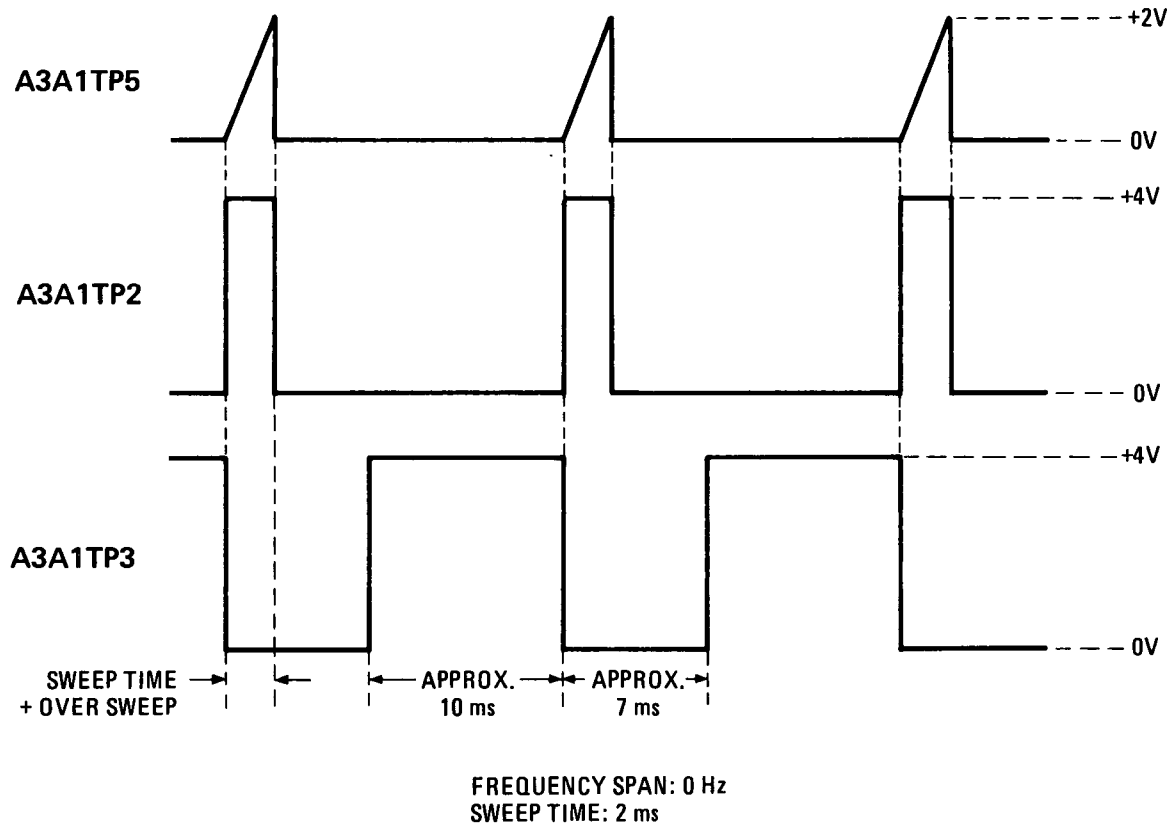 +2V
A3A1TP5
0V
+4V
A3A1TP2
0V
+4V
A3A1TP3
0V
SWEEP TIME
+ OVER SWEEP
APPROX.
10 ms
APPROX.
7 ms
FREQUENCY SPAN: 0 Hz
SWEEP TIME: 2 ms